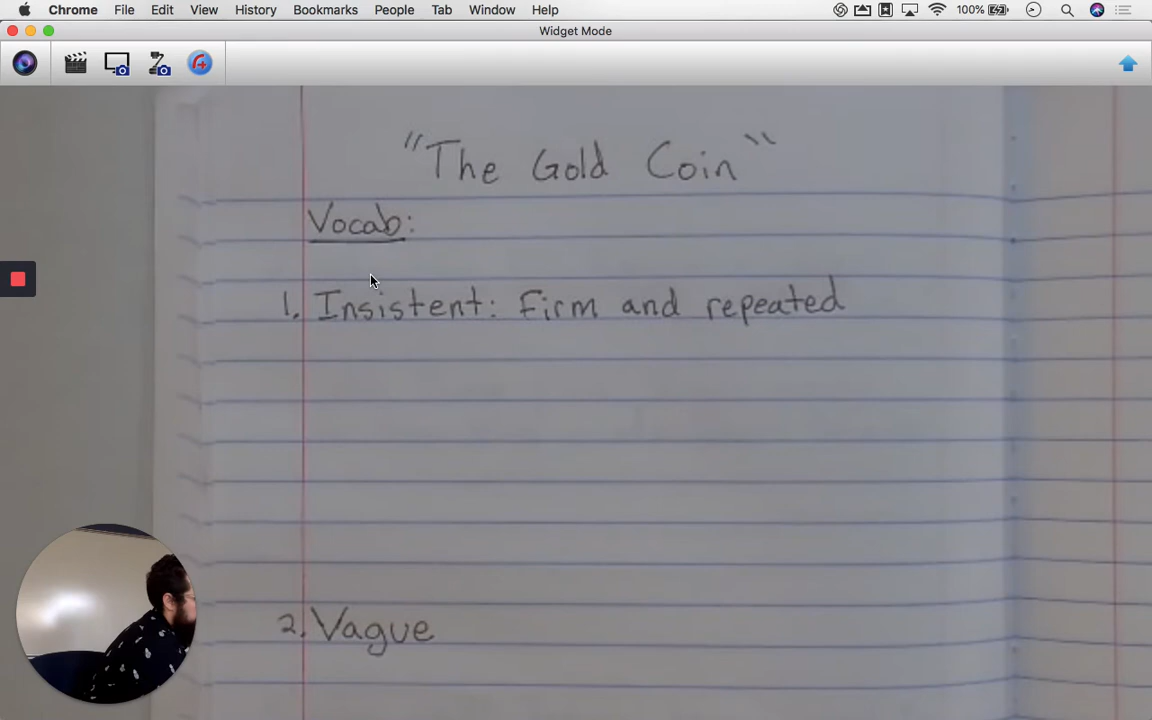 Chrome File Edit View History Bookmarks People Tab Window Help 100%
Widget Mode
"The Gold Coin"
Vocab:
1. Insistent: Firm and repeated
2. Vague